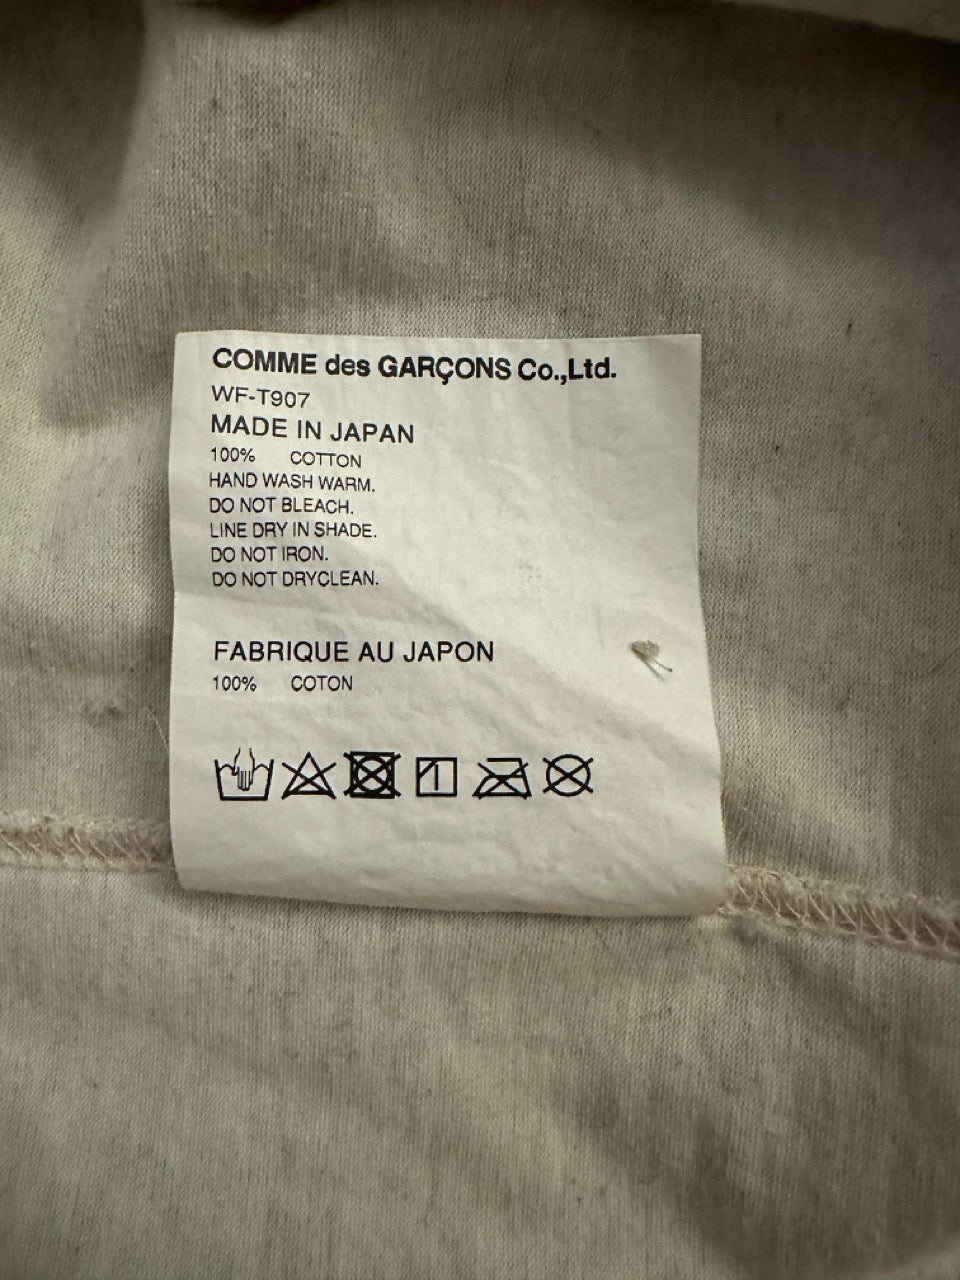 COMME des GARÇONS Co.,Ltd.
WF-T907
MADE IN JAPAN
100% COTTON
HAND WASH WARM.
DO NOT BLEACH.
LINE DRY IN SHADE.
DO NOT IRON.
DO NOT DRYCLEAN.
FABRIQUE AU JAPON
100% COTON